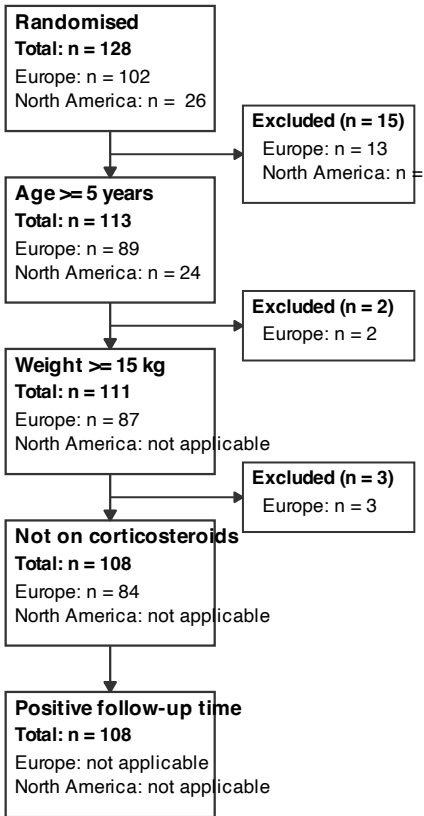 Randomised
Total: n = 128
Europe: n = 102
North America: n = 26
Excluded (n = 15)
Europe: n = 13
North America: n =
Age >= 5 years
Total: n = 113
Europe: n = 89
North America: n = 24
Excluded (n = 2)
Europe: n = 2
Weight >= 15 kg
Total: n = 111
Europe: n = 87
North America: not applicable
Excluded (n = 3)
Europe: n = 3
Not on corticosteroids
Total: n = 108
Europe: n = 84
North America: not applicable
Positive follow-up time
Total: n = 108
Europe: not applicable
North America: not applicable